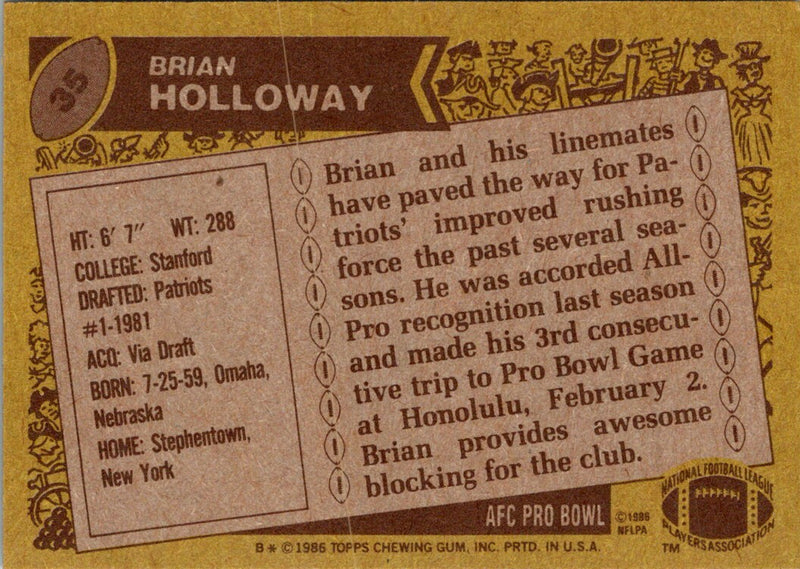 35
BRIAN
HOLLOWAY
HT: 6' 7" WT: 288
COLLEGE: Stanford
DRAFTED: Patriots
#1-1981
ACQ: Via Draft
BORN: 7-25-59, Omaha,
Nebraska
HOME: Stephentown,
New York
Brian and his linemates
have paved the way for Pa-
triots' improved rushing
force the past several sea-
sons. He was accorded All-
Pro recognition last season
and made his 3rd consecu-
tive trip to Pro Bowl Game
at Honolulu, February 2.
Brian provides awesome
blocking for the club.
AFC PRO BOWL
©1986
NFLPA
NATIONAL FOOTBALL LEAGUE
PLAYERS ASSOCIATION
TM
B* ©1986 TOPPS CHEWING GUM, INC. PRTD. IN U.S.A.